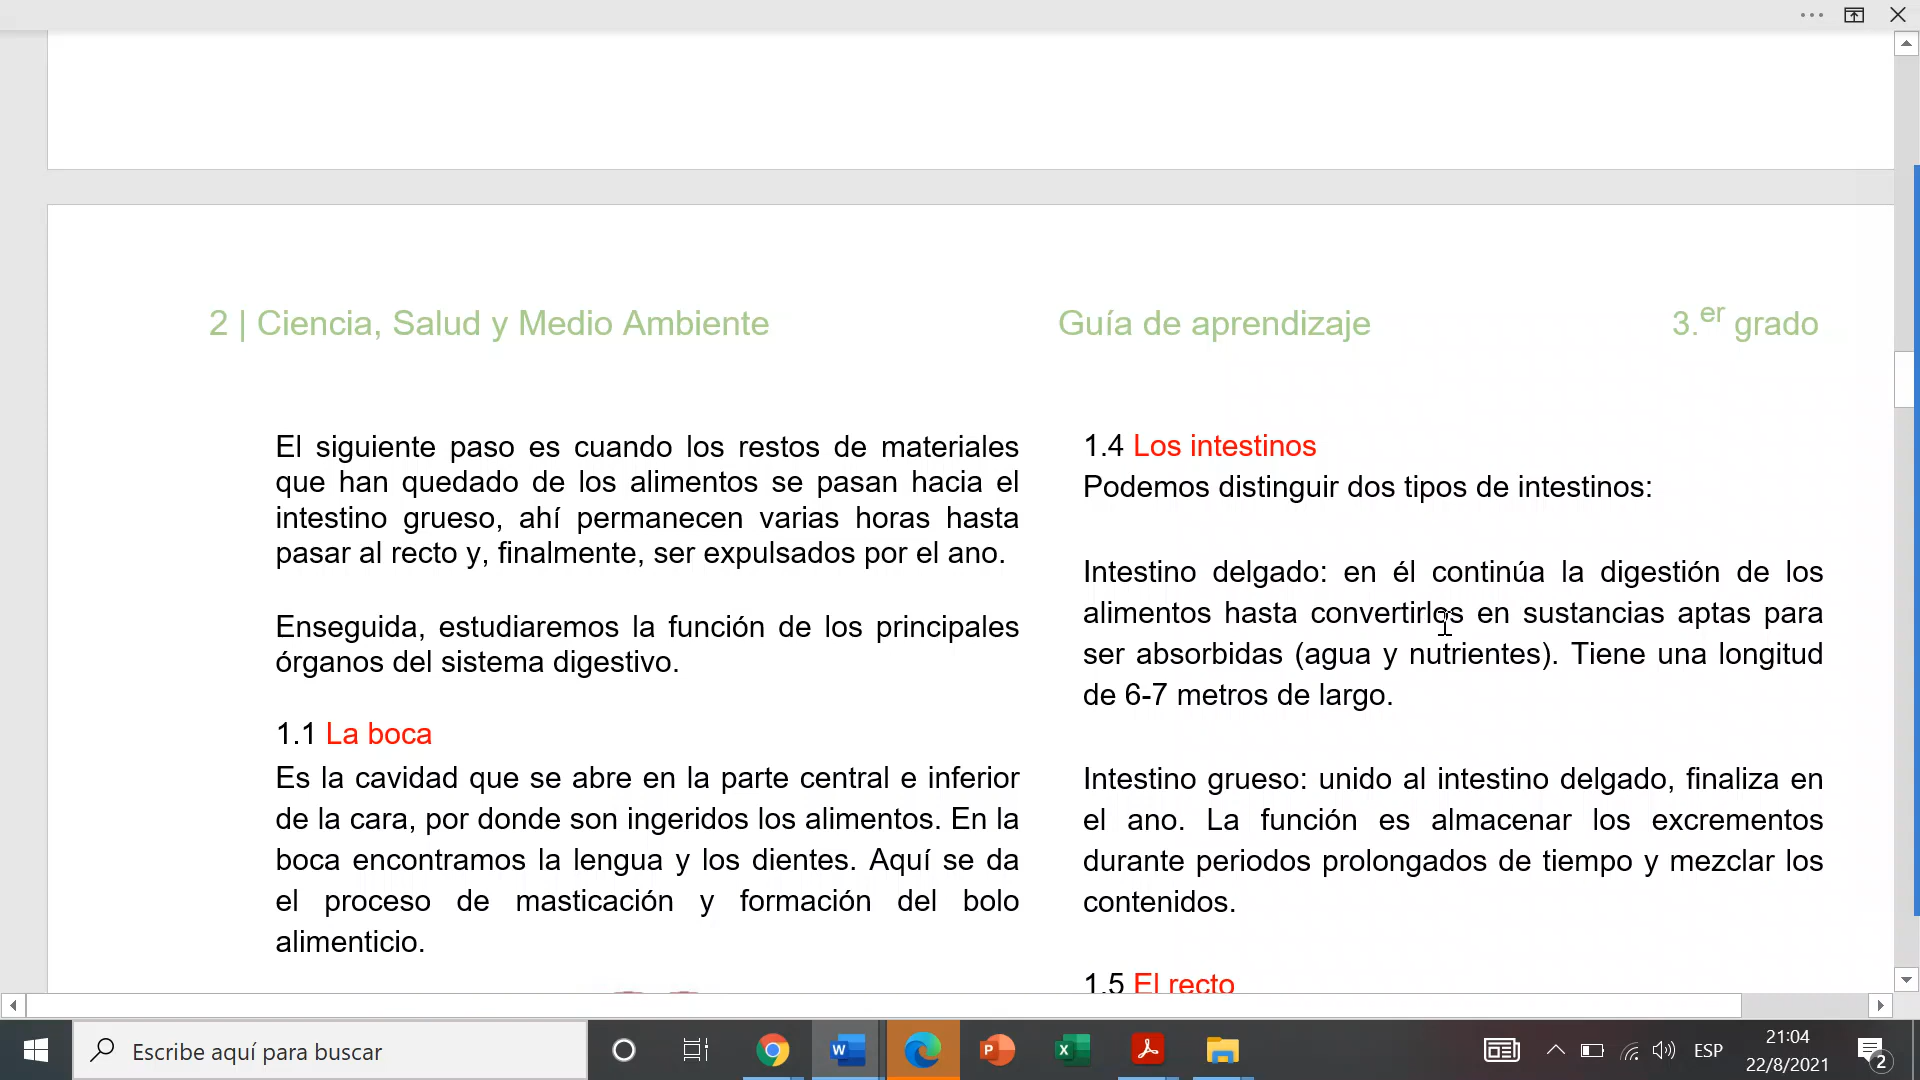 2 | Ciencia, Salud y Medio Ambiente
Guía de aprendizaje
3.er grado
El siguiente paso es cuando los restos de materiales
que han quedado de los alimentos se pasan hacia el
intestino grueso, ahí permanecen varias horas hasta
pasar al recto y, finalmente, ser expulsados por el ano.
Enseguida, estudiaremos la función de los principales
órganos del sistema digestivo.
1.1 La boca
Es la cavidad que se abre en la parte central e inferior
de la cara, por donde son ingeridos los alimentos. En la
boca encontramos la lengua y los dientes. Aquí se da
el proceso de masticación y formación del bolo
alimenticio.
1.4 Los intestinos
Podemos distinguir dos tipos de intestinos:
Intestino delgado: en él continúa la digestión de los
alimentos hasta convertirlos en sustancias aptas para
ser absorbidas (agua y nutrientes). Tiene una longitud
de 6-7 metros de largo.
Intestino grueso: unido al intestino delgado, finaliza en
el ano. La función es almacenar los excrementos
durante periodos prolongados de tiempo y mezclar los
contenidos.
1.5 El recto
Escribe aquí para buscar
W
P
X
ESP
21:04
22/8/2021
2